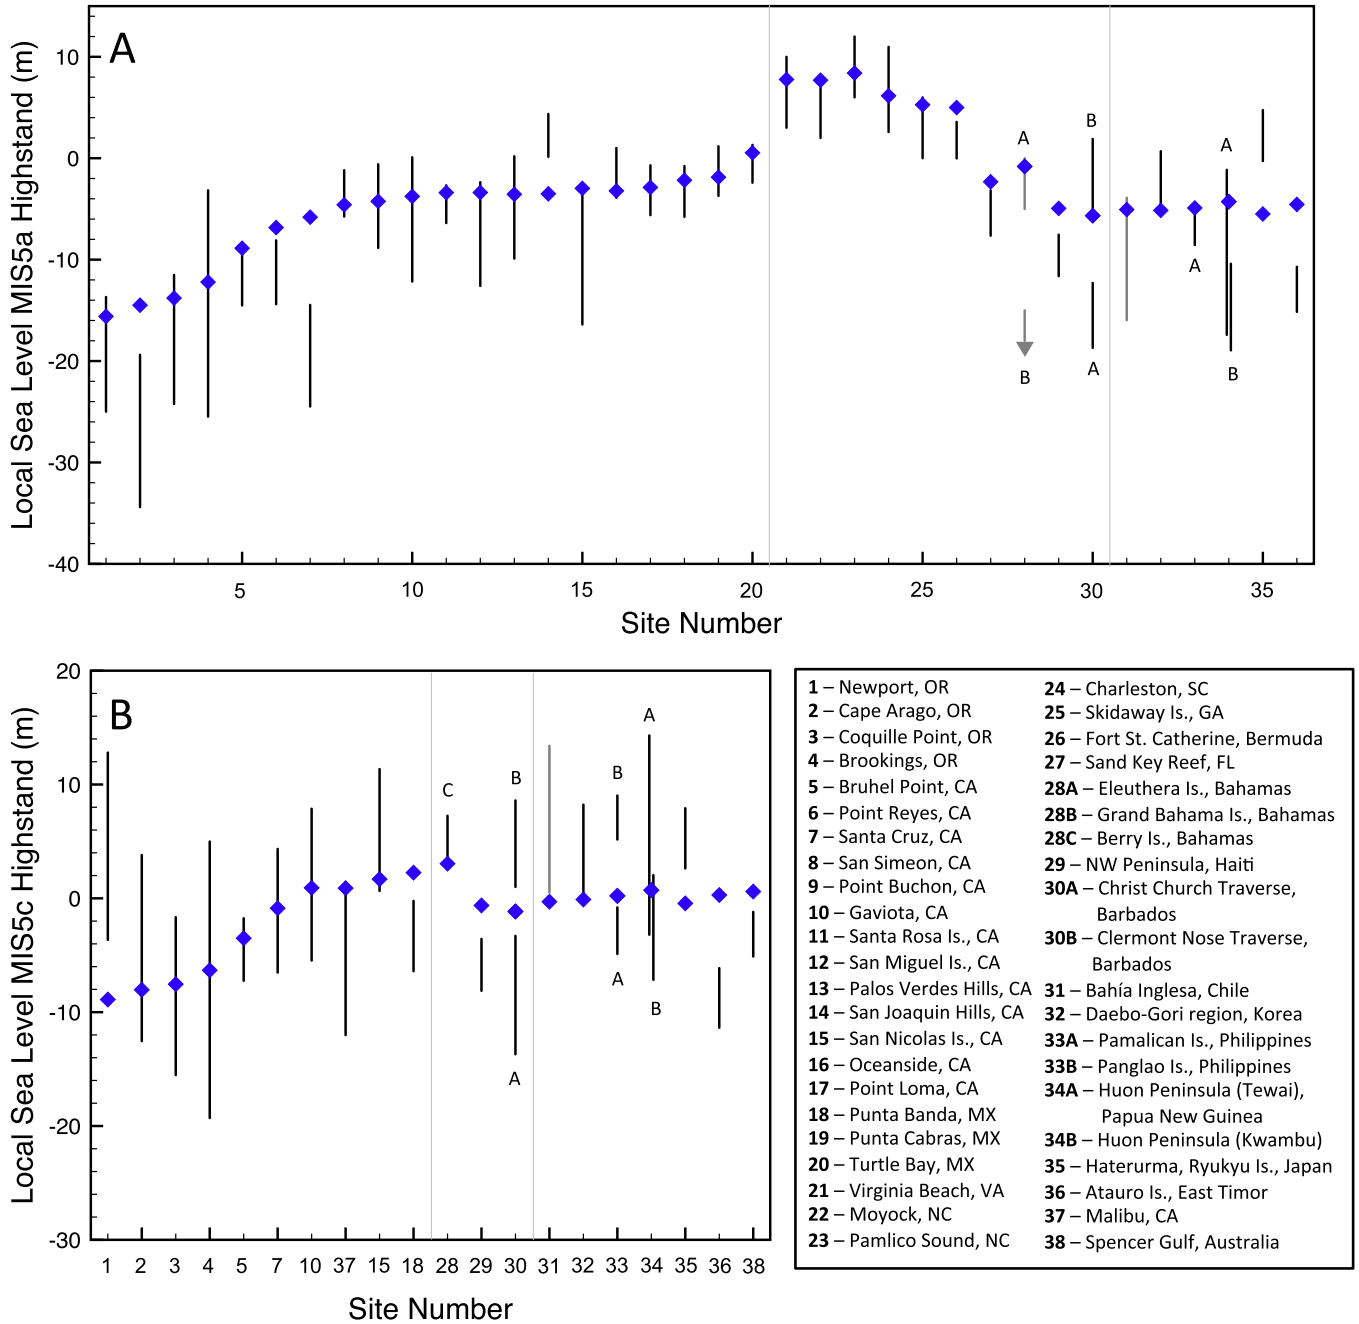 A
Local Sea Level MIS5a Highstand (m)
10
0
-10
-20
-30
-40
A
B
A
A
A
B
B
5
10
15
20
25
30
35
Site Number
B
Local Sea Level MIS5c Highstand (m)
20
10
0
-10
-20
-30
C
B
A
B
A
A
B
1 2 3 4 5 7 10 37 15 18 28 29 30 31 32 33 34 35 36 38
Site Number
1 – Newport, OR
2 – Cape Arago, OR
3 – Coquille Point, OR
4 – Brookings, OR
5 – Bruhel Point, CA
6 – Point Reyes, CA
7 – Santa Cruz, CA
8 – San Simeon, CA
9 – Point Buchon, CA
10 – Gaviota, CA
11 – Santa Rosa Is., CA
12 – San Miguel Is., CA
13 – Palos Verdes Hills, CA
14 – San Joaquin Hills, CA
15 – San Nicolas Is., CA
16 – Oceanside, CA
17 – Point Loma, CA
18 – Punta Banda, MX
19 – Punta Cabras, MX
20 – Turtle Bay, MX
21 – Virginia Beach, VA
22 – Moyock, NC
23 – Pamlico Sound, NC
24 – Charleston, SC
25 – Skidaway Is., GA
26 – Fort St. Catherine, Bermuda
27 – Sand Key Reef, FL
28A – Eleuthera Is., Bahamas
28B – Grand Bahama Is., Bahamas
28C – Berry Is., Bahamas
29 – NW Peninsula, Haiti
30A – Christ Church Traverse,
Barbados
30B – Clermont Nose Traverse,
Barbados
31 – Bahía Inglesa, Chile
32 – Daebo-Gori region, Korea
33A – Pamalican Is., Philippines
33B – Panglao Is., Philippines
34A – Huon Peninsula (Tewai),
Papua New Guinea
34B – Huon Peninsula (Kwambu)
35 – Haterurma, Ryukyu Is., Japan
36 – Atauro Is., East Timor
37 – Malibu, CA
38 – Spencer Gulf, Australia